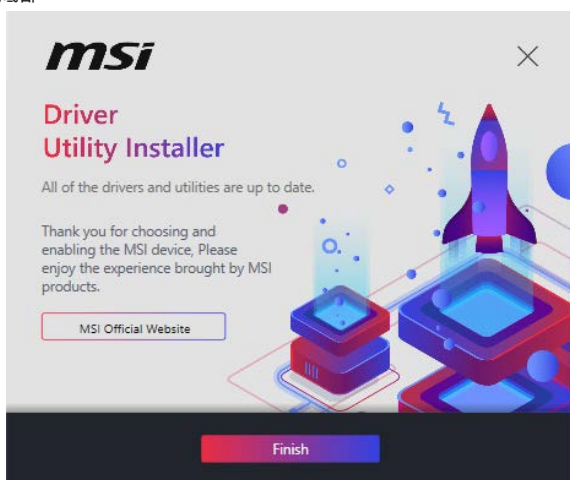 msi
Driver
Utility Installer
All of the drivers and utilities are up to date.
Thank you for choosing and
enabling the MSI device, Please
enjoy the experience brought by MSI
products.
MSI Official Website
Finish